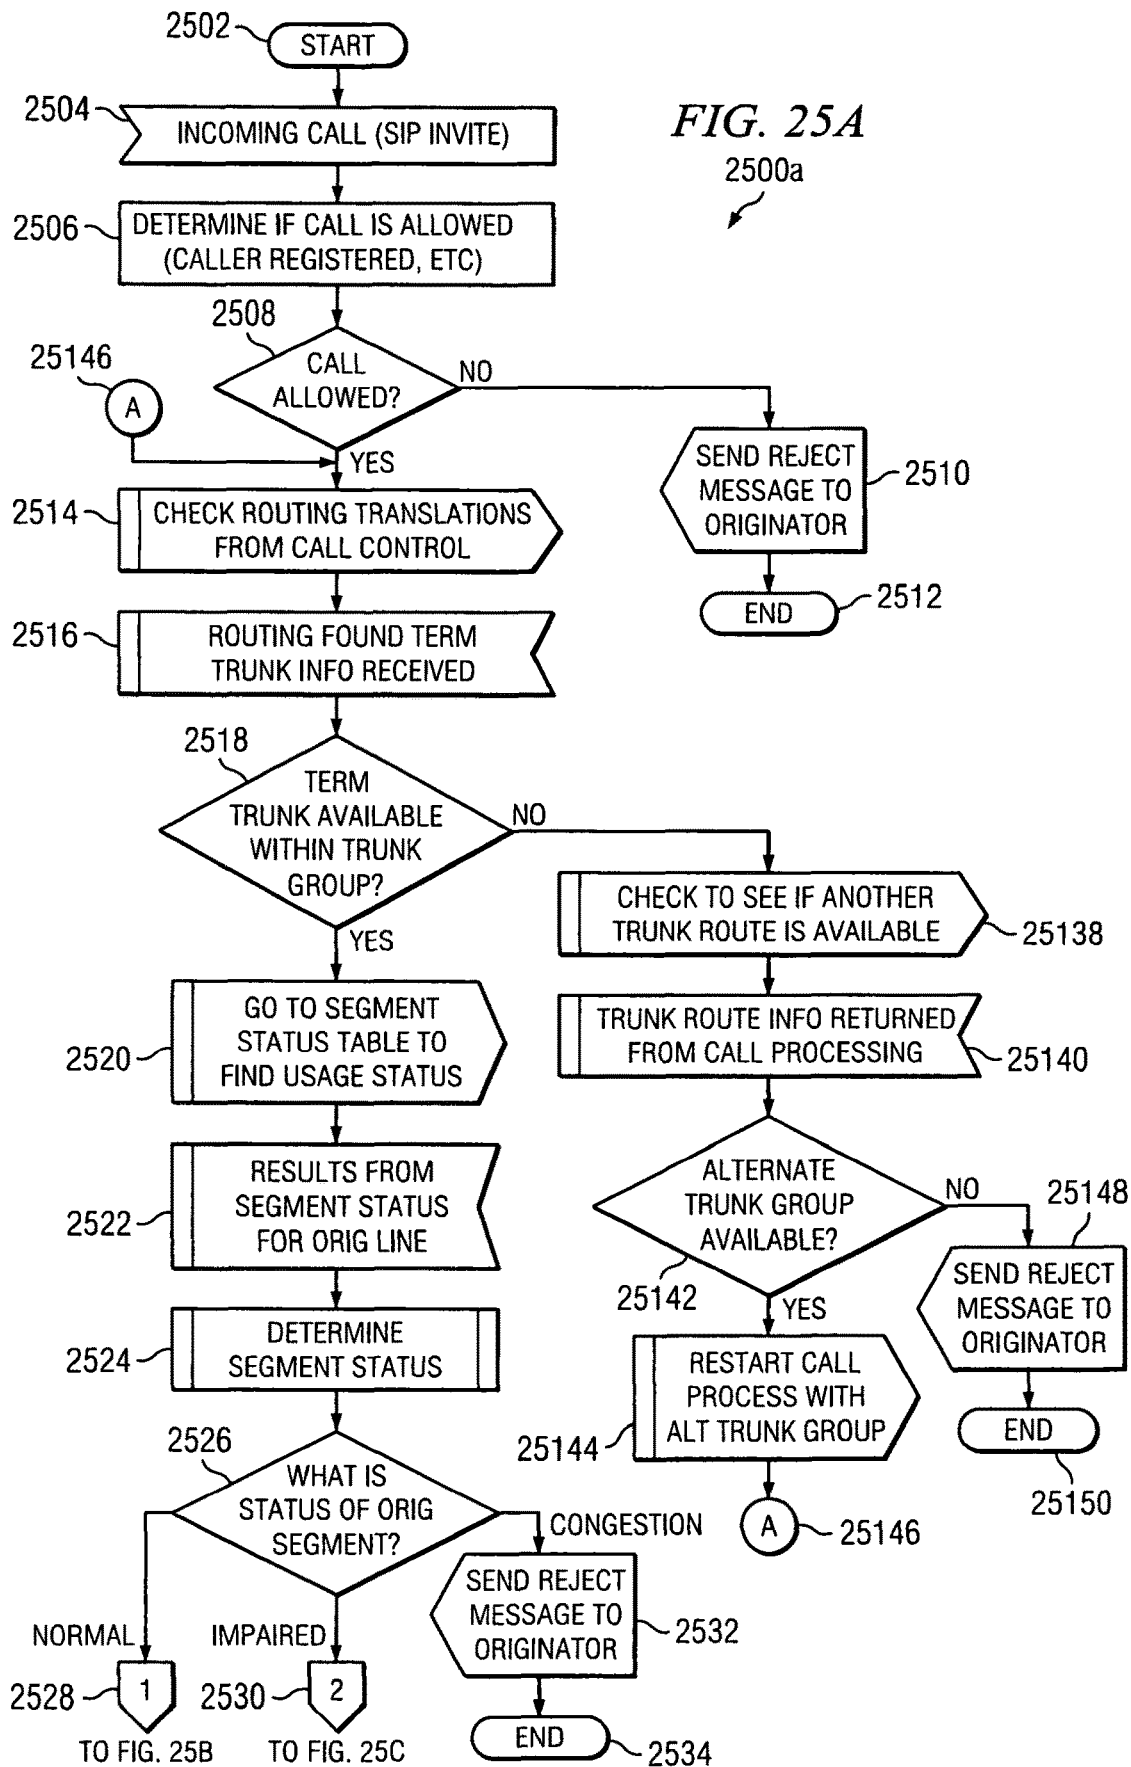 2502
START
FIG. 25A
2500a
2504
INCOMING CALL (SIP INVITE)
2506
DETERMINE IF CALL IS ALLOWED
(CALLER REGISTERED, ETC)
2508
CALL
ALLOWED?
NO
YES
25146
A
SEND REJECT
MESSAGE TO
ORIGINATOR
2510
END
2512
2514
CHECK ROUTING TRANSLATIONS
FROM CALL CONTROL
2516
ROUTING FOUND TERM
TRUNK INFO RECEIVED
2518
TERM
TRUNK AVAILABLE
WITHIN TRUNK
GROUP?
NO
YES
CHECK TO SEE IF ANOTHER
TRUNK ROUTE IS AVAILABLE
25138
TRUNK ROUTE INFO RETURNED
FROM CALL PROCESSING
25140
ALTERNATE
TRUNK GROUP
AVAILABLE?
25142
NO
YES
25148
SEND REJECT
MESSAGE TO
ORIGINATOR
END
25150
RESTART CALL
PROCESS WITH
ALT TRUNK GROUP
25144
A
25146
2520
GO TO SEGMENT
STATUS TABLE TO
FIND USAGE STATUS
2522
RESULTS FROM
SEGMENT STATUS
FOR ORIG LINE
2524
DETERMINE
SEGMENT STATUS
2526
WHAT IS
STATUS OF ORIG
SEGMENT?
CONGESTION
SEND REJECT
MESSAGE TO
ORIGINATOR
2532
END
2534
NORMAL
2528
1
TO FIG. 25B
IMPAIRED
2530
2
TO FIG. 25C